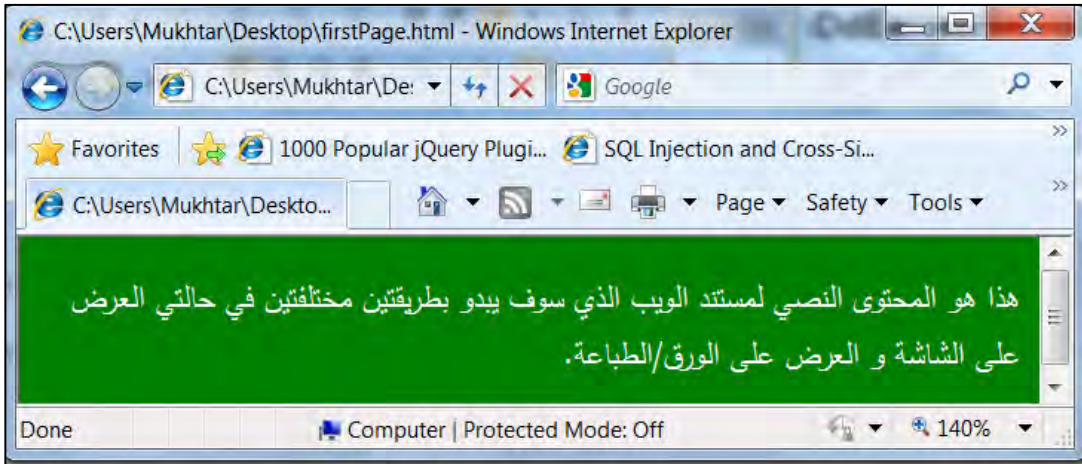 C:\Users\Mukhtar\Desktop\firstPage.html - Windows Internet Explorer
C:\Users\Mukhtar\De: Google
Favorites 1000 Popular jQuery Plugi... SQL Injection and Cross-Si...
C:\Users\Mukhtar\Deskto... Page Safety Tools
هذا هو المحتوى النصي لمستند الويب الذي سوف يبدو بطريقتين مختلفتين في حالتي العرض
على الشاشة و العرض على الورق/الطباعة.
Done Computer | Protected Mode: Off 140%